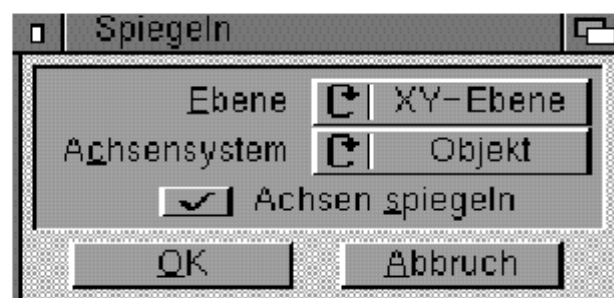 Spiegeln
Ebene XY-Ebene
Achsensystem Objekt
Achsen spiegeln
OK Abbruch